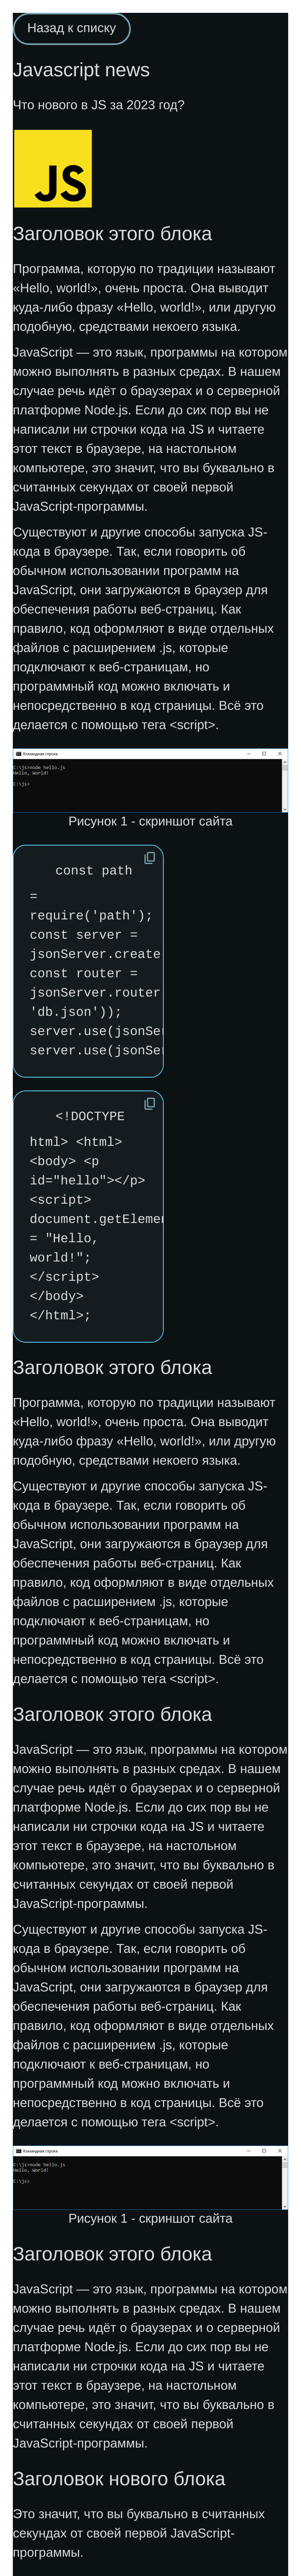 Назад к списку
Javascript news
Что нового в JS за 2023 год?
JS
Заголовок этого блока
Программа, которую по традиции называют
«Hello, world!», очень проста. Она выводит
куда-либо фразу «Hello, world!», или другую
подобную, средствами некоего языка.
JavaScript — это язык, программы на котором
можно выполнять в разных средах. В нашем
случае речь идёт о браузерах и о серверной
платформе Node.js. Если до сих пор вы не
написали ни строчки кода на JS и читаете
этот текст в браузере, на настольном
компьютере, это значит, что вы буквально в
считанных секундах от своей первой
JavaScript-программы.
Существуют и другие способы запуска JS-
кода в браузере. Так, если говорить об
обычном использовании программ на
JavaScript, они загружаются в браузер для
обеспечения работы веб-страниц. Как
правило, код оформляют в виде отдельных
файлов с расширением .js, которые
подключают к веб-страницам, но
программный код можно включать и
непосредственно в код страницы. Всё это
делается с помощью тега <script>.
Командная строка
C:\js>node hello.js
Hello, World!
C:\js>
Рисунок 1 - скриншот сайта
const path
=
require('path');
const server =
jsonServer.create
const router =
jsonServer.router
'db.json'));
server.use(jsonSer
server.use(jsonSer
<!DOCTYPE
html> <html>
<body> <p
id="hello"></p>
<script>
document.getElemen
= "Hello,
world!";
</script>
</body>
</html>;
Заголовок этого блока
Программа, которую по традиции называют
«Hello, world!», очень проста. Она выводит
куда-либо фразу «Hello, world!», или другую
подобную, средствами некоего языка.
Существуют и другие способы запуска JS-
кода в браузере. Так, если говорить об
обычном использовании программ на
JavaScript, они загружаются в браузер для
обеспечения работы веб-страниц. Как
правило, код оформляют в виде отдельных
файлов с расширением .js, которые
подключают к веб-страницам, но
программный код можно включать и
непосредственно в код страницы. Всё это
делается с помощью тега <script>.
Заголовок этого блока
JavaScript — это язык, программы на котором
можно выполнять в разных средах. В нашем
случае речь идёт о браузерах и о серверной
платформе Node.js. Если до сих пор вы не
написали ни строчки кода на JS и читаете
этот текст в браузере, на настольном
компьютере, это значит, что вы буквально в
считанных секундах от своей первой
JavaScript-программы.
Существуют и другие способы запуска JS-
кода в браузере. Так, если говорить об
обычном использовании программ на
JavaScript, они загружаются в браузер для
обеспечения работы веб-страниц. Как
правило, код оформляют в виде отдельных
файлов с расширением .js, которые
подключают к веб-страницам, но
программный код можно включать и
непосредственно в код страницы. Всё это
делается с помощью тега <script>.
Командная строка
C:\js>node hello.js
Hello, World!
C:\js>
Рисунок 1 - скриншот сайта
Заголовок этого блока
JavaScript — это язык, программы на котором
можно выполнять в разных средах. В нашем
случае речь идёт о браузерах и о серверной
платформе Node.js. Если до сих пор вы не
написали ни строчки кода на JS и читаете
этот текст в браузере, на настольном
компьютере, это значит, что вы буквально в
считанных секундах от своей первой
JavaScript-программы.
Заголовок нового блока
Это значит, что вы буквально в считанных
секундах от своей первой JavaScript-
программы.